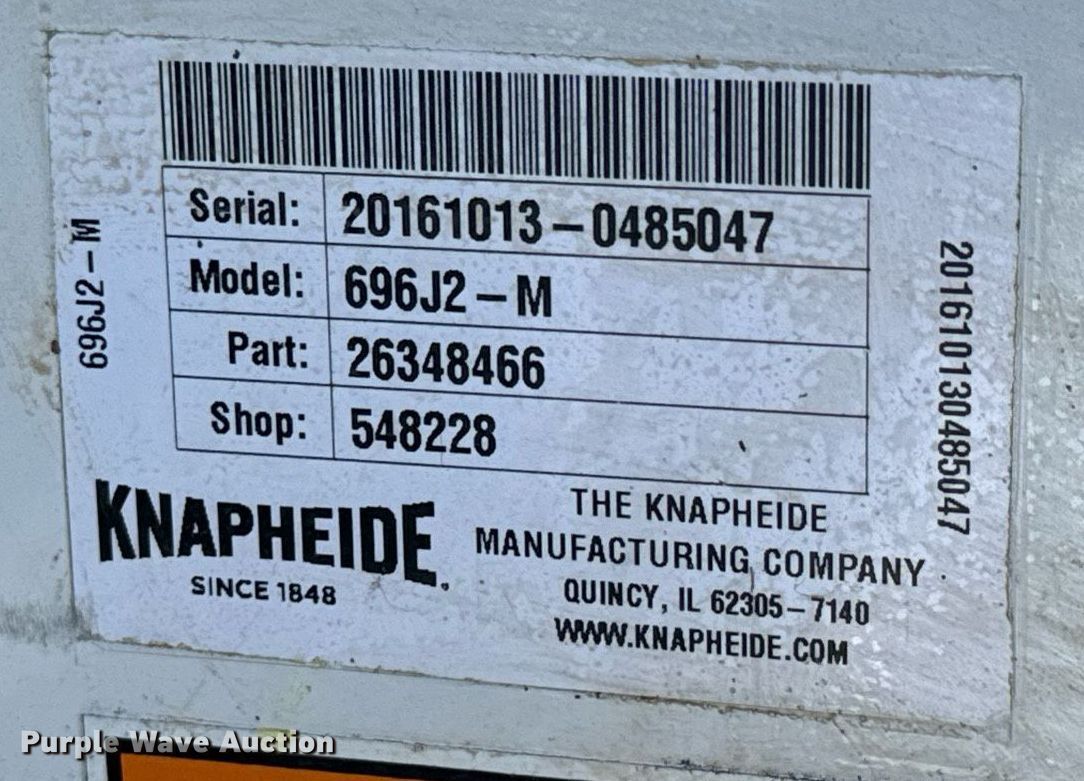 Serial: 20161013-0485047
Model: 696J2-M
Part: 26348466
Shop: 548228
696J2-M
201610130485047
KNAPHEIDE
SINCE 1848
THE KNAPHEIDE
MANUFACTURING COMPANY
QUINCY, IL 62305-7140
WWW.KNAPHEIDE.COM
Purple Wave Auction